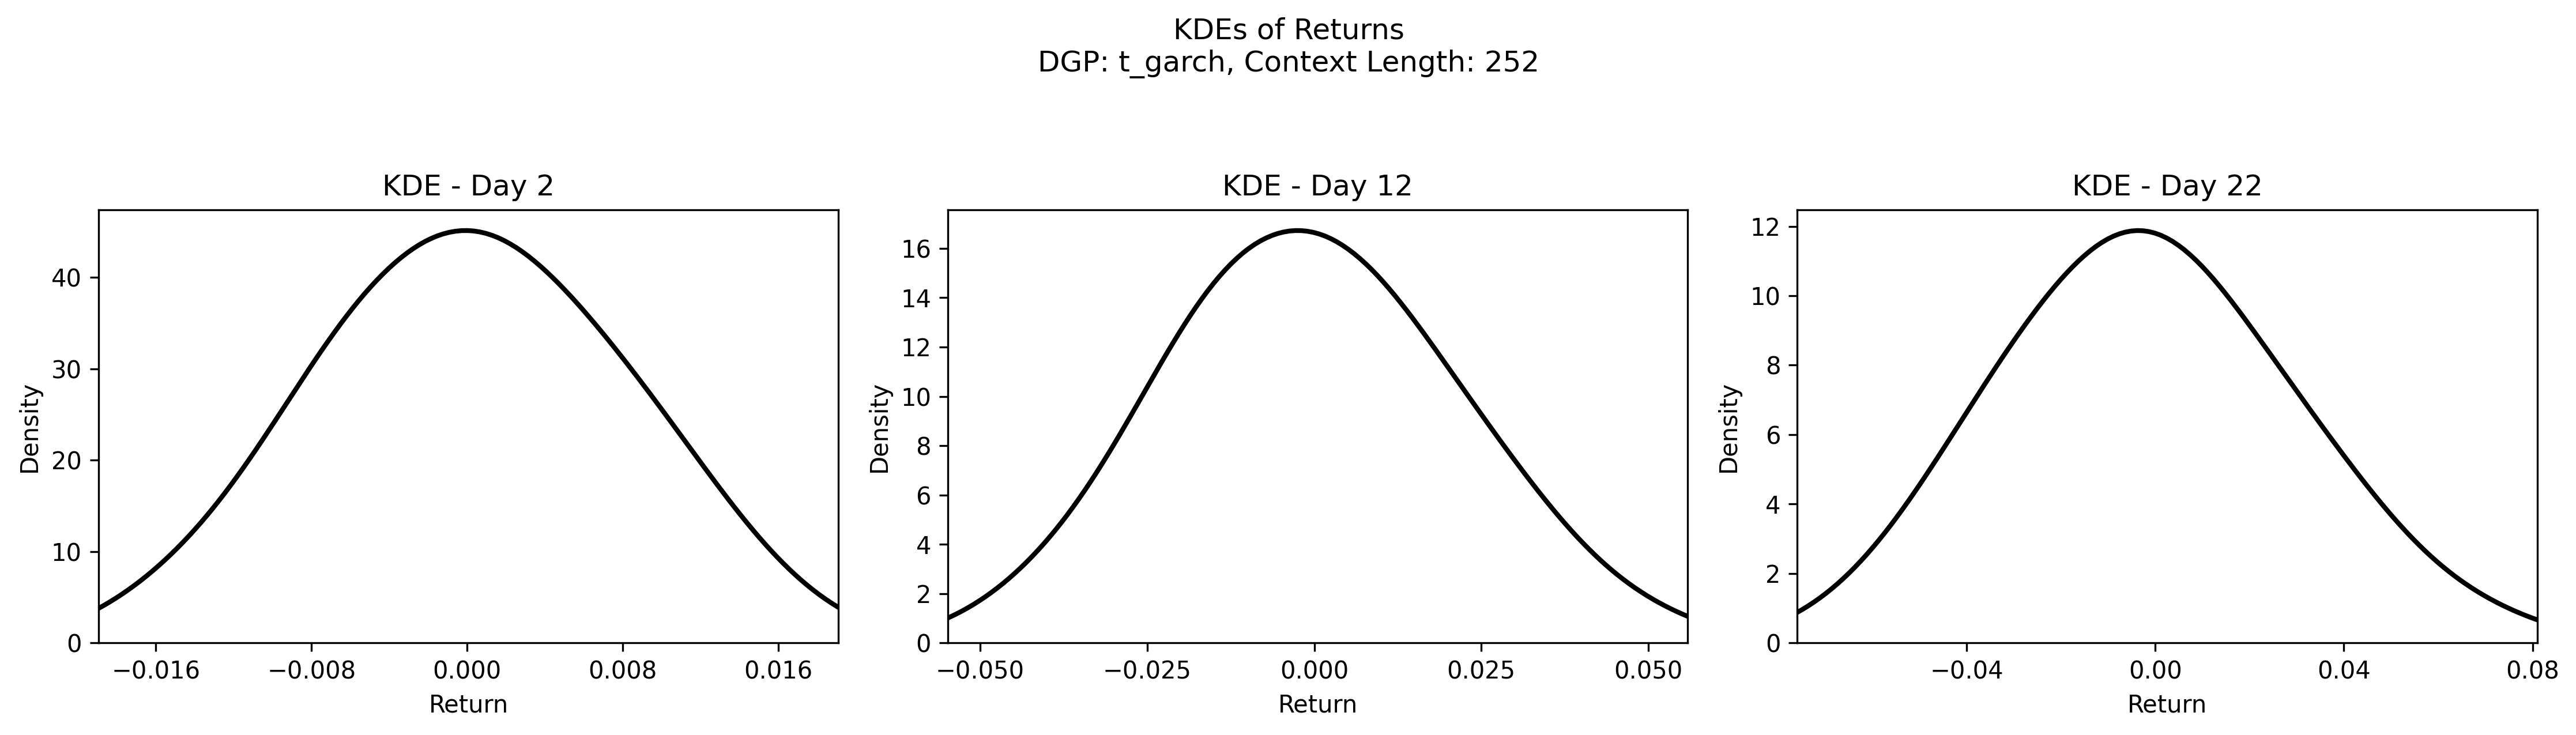 KDEs of Returns
DGP: t_garch, Context Length: 252
KDE - Day 2
Density
40
30
20
10
0
−0.016 −0.008 0.000 0.008 0.016
Return
KDE - Day 12
Density
16
14
12
10
8
6
4
2
0
−0.050 −0.025 0.000 0.025 0.050
Return
KDE - Day 22
Density
12
10
8
6
4
2
0
−0.04 0.00 0.04 0.08
Return